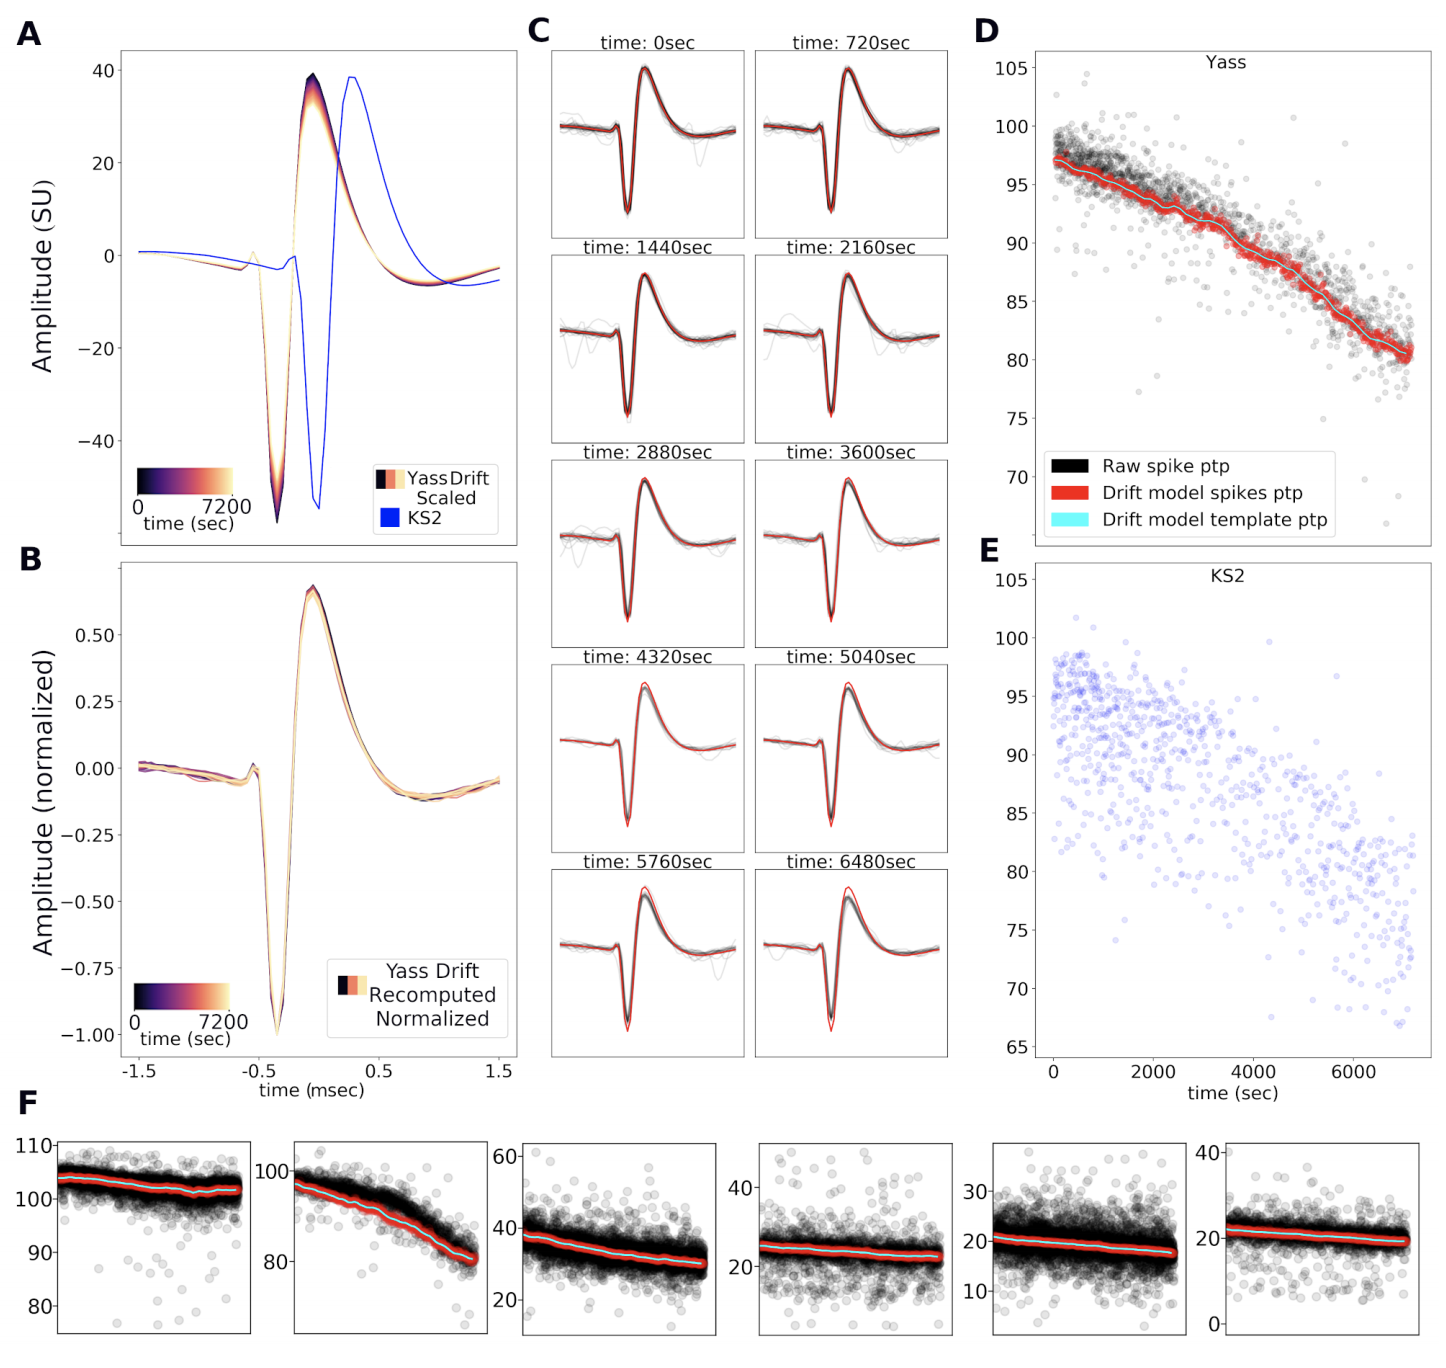 A
40
20
0
−20
−40
Amplitude (SU)
0 7200
time (sec)
YassDrift
Scaled
KS2
B
0.50
0.25
0.00
−0.25
−0.50
−0.75
−1.00
Amplitude (normalized)
0 7200
time (sec)
Yass Drift
Recomputed
Normalized
-1.5 -0.5 0.5 1.5
time (msec)
C
time: 0sec time: 720sec
time: 1440sec time: 2160sec
time: 2880sec time: 3600sec
time: 4320sec time: 5040sec
time: 5760sec time: 6480sec
D
Yass
105
100
95
90
85
80
75
70
Raw spike ptp
Drift model spikes ptp
Drift model template ptp
E
KS2
105
100
95
90
85
80
75
70
65
0 2000 4000 6000
time (sec)
F
110
100
90
80
100
80
60
40
20
40
20
30
20
10
40
20
0